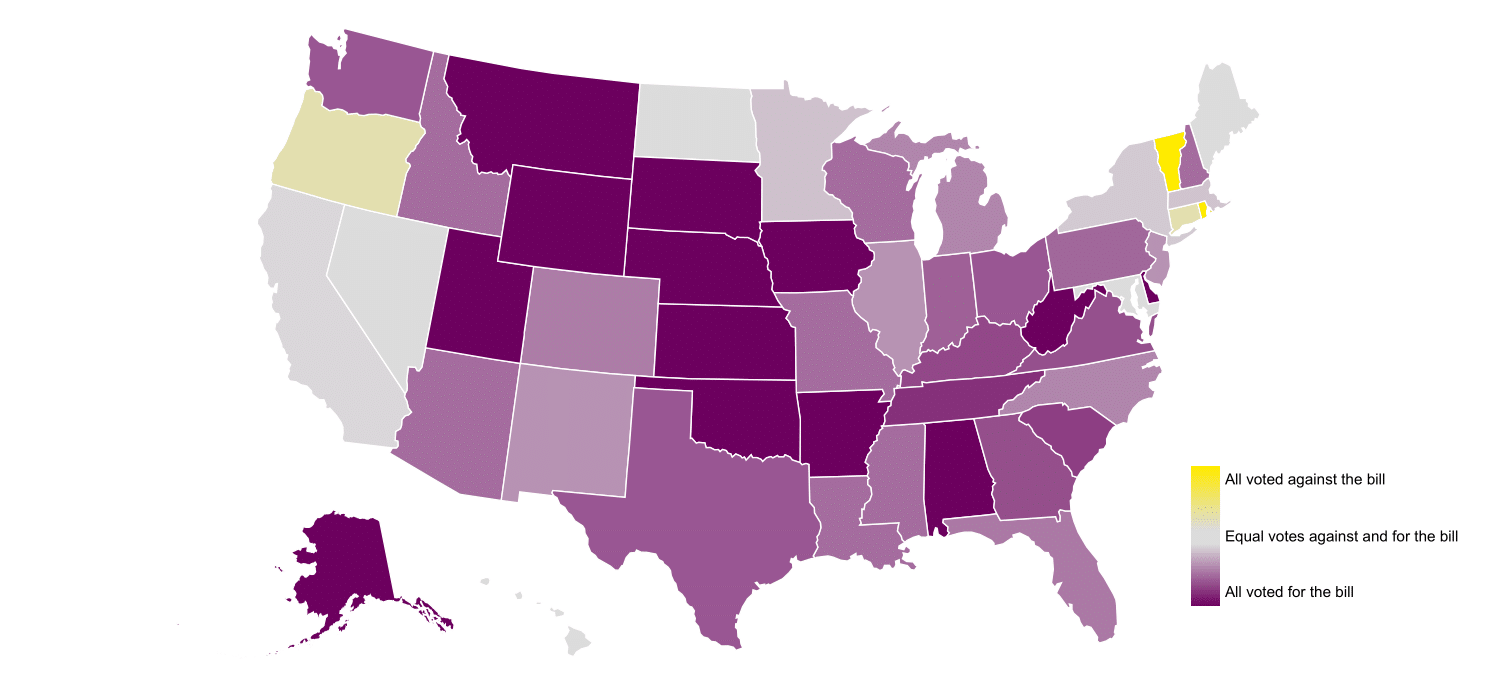 All voted against the bill
Equal votes against and for the bill
All voted for the bill